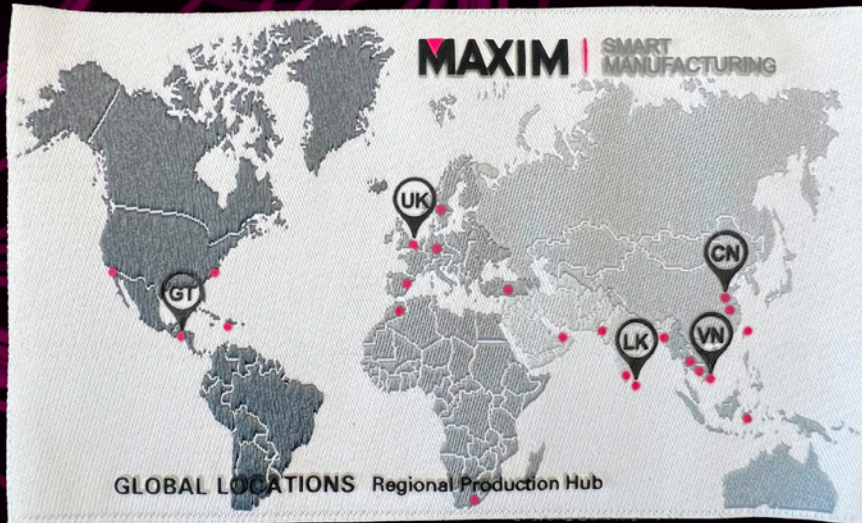 MAXIM
SMART
MANUFACTURING
UK
CN
GT
LK
VN
GLOBAL LOCATIONS Regional Production Hub